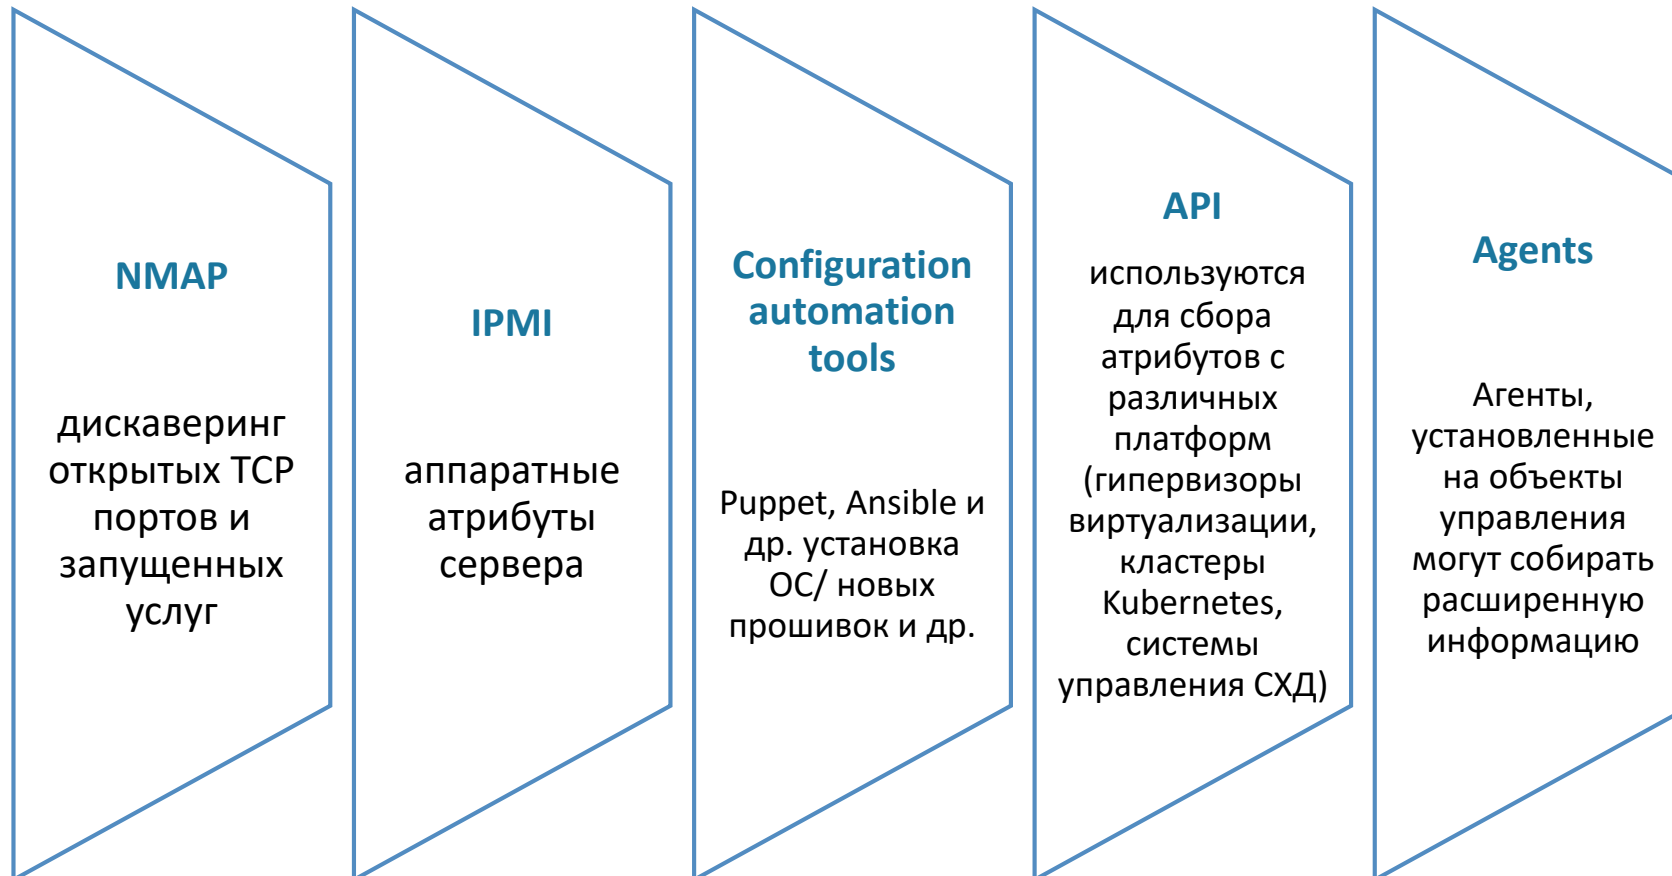 NMAP
дискаверинг
открытых TCP
портов и
запущенных
услуг
IPMI
аппаратные
атрибуты
сервера
Configuration
automation
tools
Puppet, Ansible и
др. установка
ОС/ новых
прошивок и др.
API
используются
для сбора
атрибутов с
различных
платформ
(гипервизоры
виртуализации,
кластеры
Kubernetes,
системы
управления СХД)
Agents
Агенты,
установленные
на объекты
управления
могут собирать
расширенную
информацию